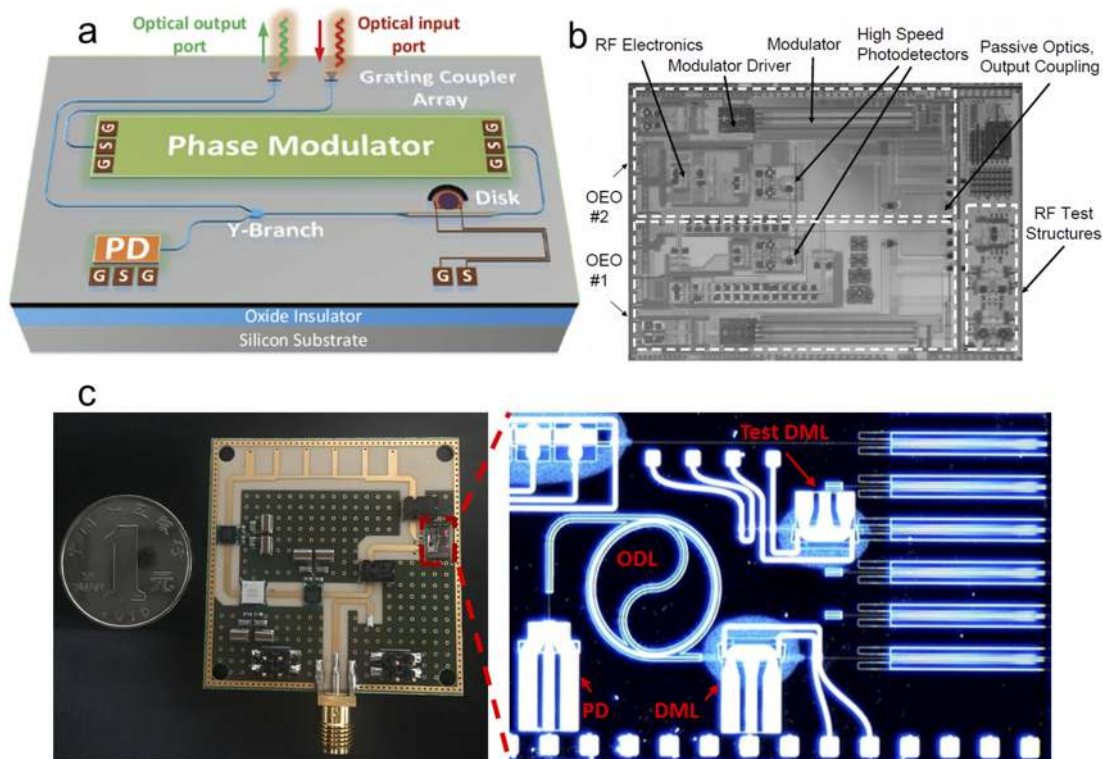 a
Optical output
port
Optical input
port
Grating Coupler
Array
G
S
G
Phase Modulator
G
S
G
Disk
Y-Branch
PD
G S G
G S
Oxide Insulator
Silicon Substrate
b
RF Electronics
Modulator Driver
Modulator
High Speed
Photodetectors
Passive Optics,
Output Coupling
OEO
#2
OEO
#1
RF Test
Structures
c
1
元
Test DML
ODL
PD
DML